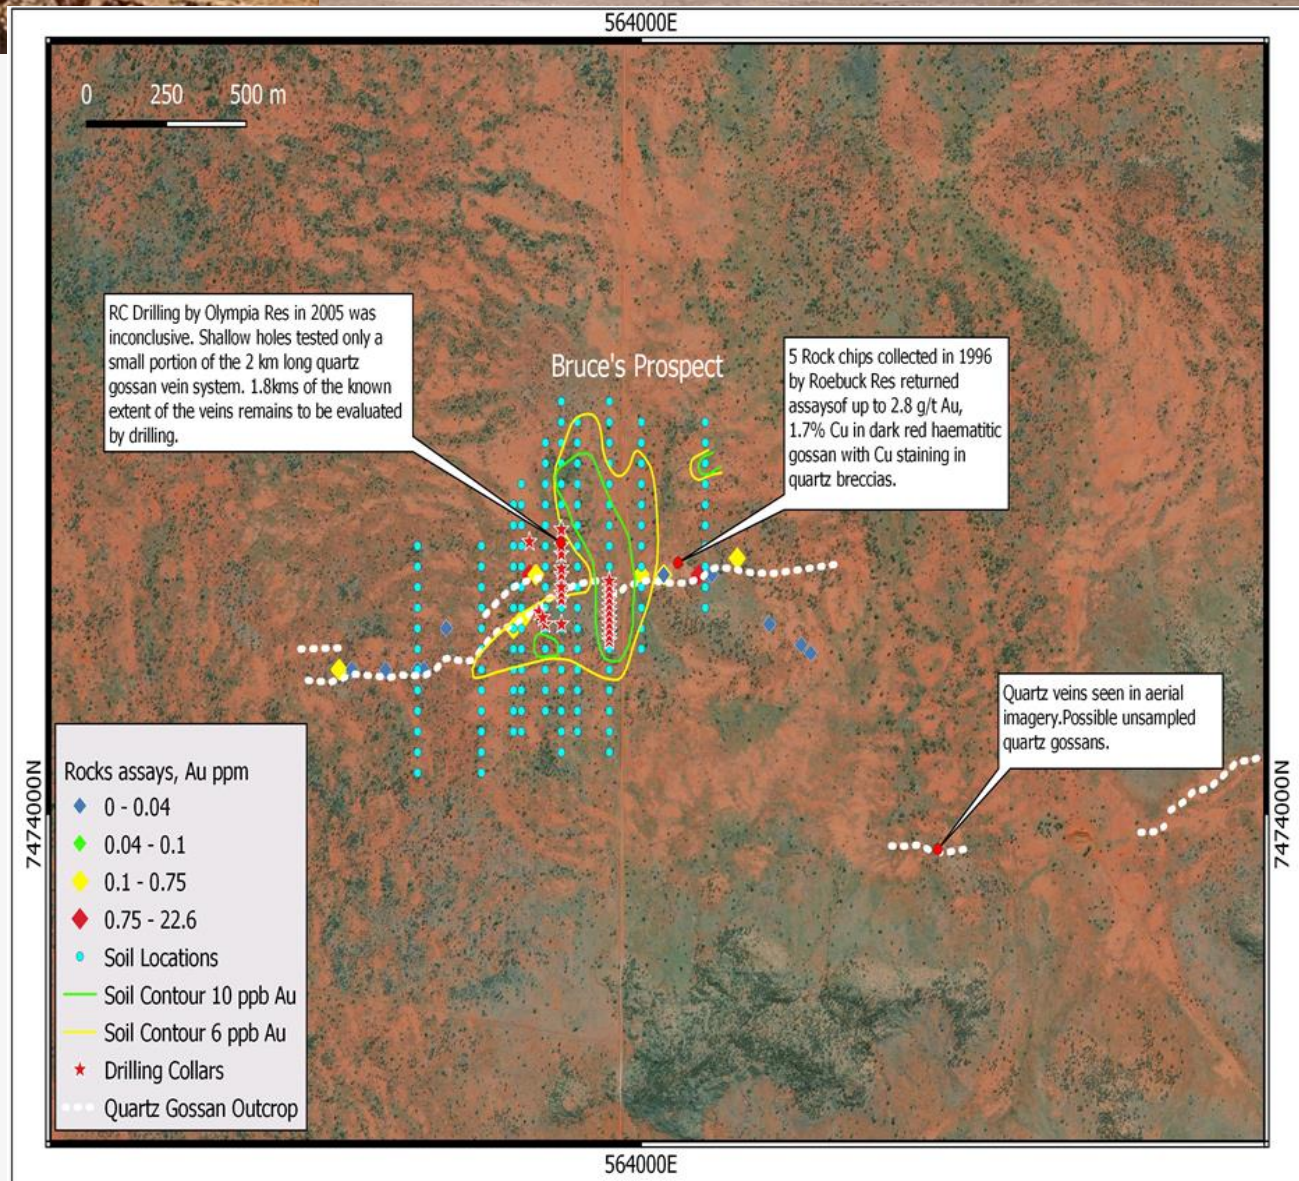 564000E
0 250 500 m
RC Drilling by Olympia Res in 2005 was
inconclusive. Shallow holes tested only a
small portion of the 2 km long quartz
gossan vein system. 1.8kms of the known
extent of the veins remains to be evaluated
by drilling.
Bruce's Prospect
5 Rock chips collected in 1996
by Roebuck Res returned
assaysof up to 2.8 g/t Au,
1.7% Cu in dark red haematitic
gossan with Cu staining in
quartz breccias.
Quartz veins seen in aerial
imagery.Possible unsampled
quartz gossans.
7474000N
7474000N
Rocks assays, Au ppm
0 - 0.04
0.04 - 0.1
0.1 - 0.75
0.75 - 22.6
Soil Locations
Soil Contour 10 ppb Au
Soil Contour 6 ppb Au
Drilling Collars
Quartz Gossan Outcrop
564000E